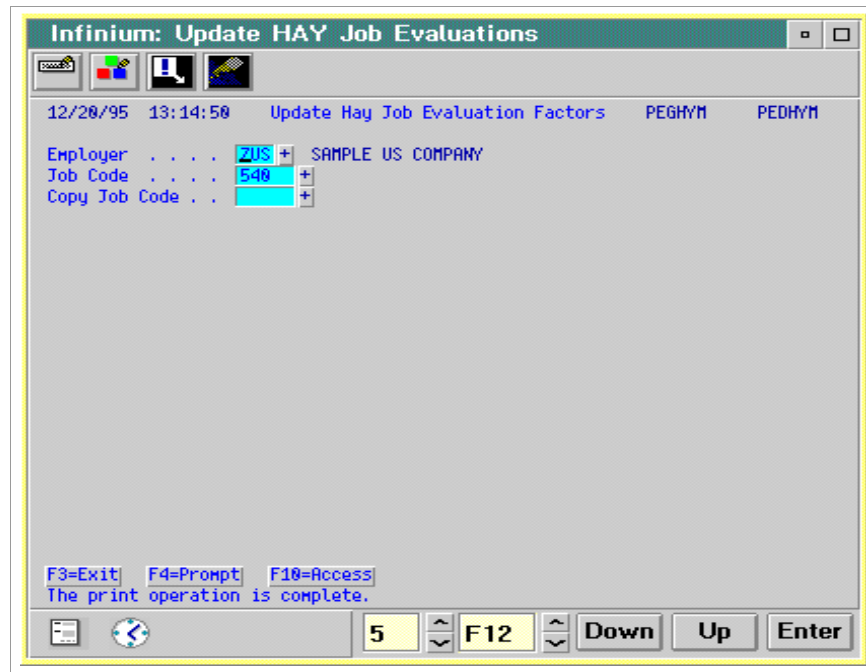 Infinium: Update HAY Job Evaluations
12/20/95 13:14:50 Update Hay Job Evaluation Factors PEGHYM PEDHYM
Employer . . . . ZUS + SAMPLE US COMPANY
Job Code . . . . 540 +
Copy Job Code . . +
F3=Exit F4=Prompt F10=Access
The print operation is complete.
5 F12 Down Up Enter